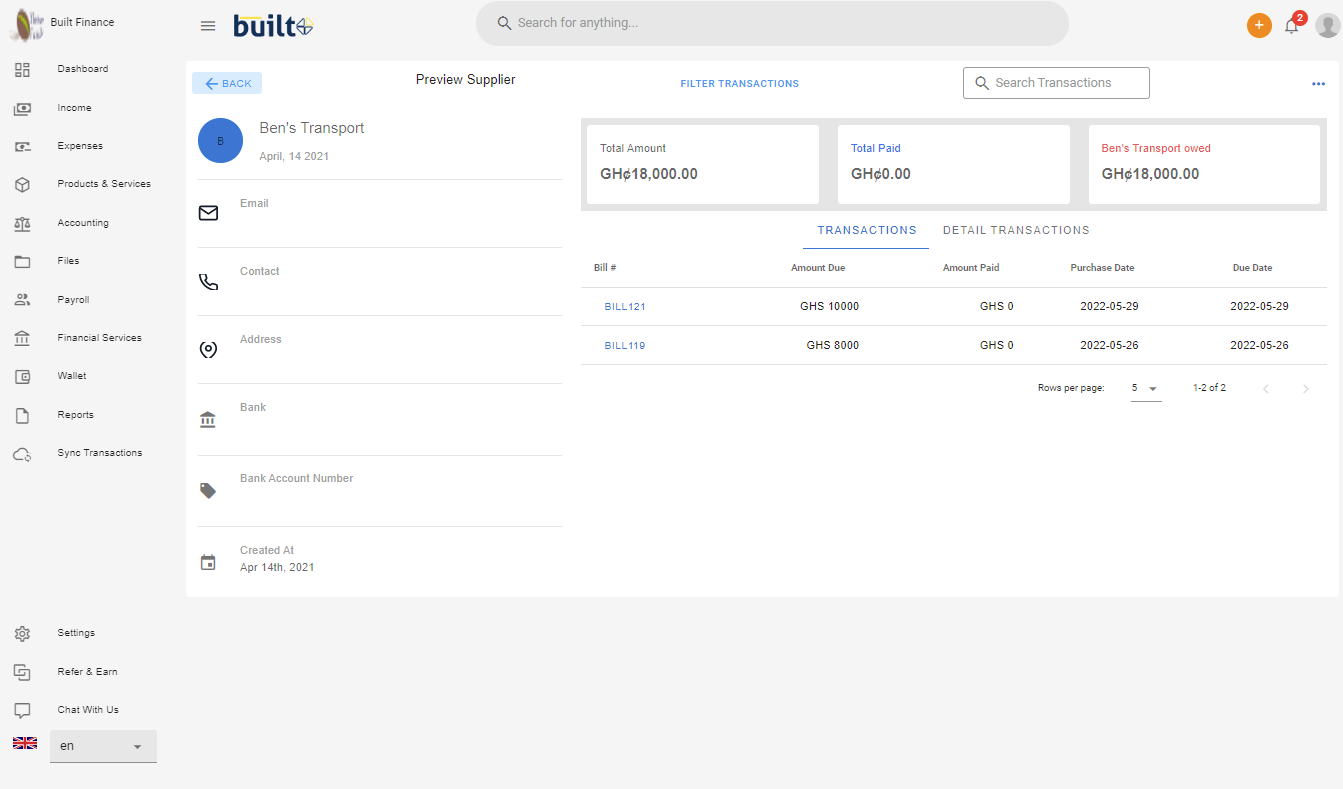 Built Finance
Dashboard
Income
Expenses
Products & Services
Accounting
Files
Payroll
Financial Services
Wallet
Reports
Sync Transactions
Settings
Refer & Earn
Chat With Us
en
built
Search for anything...
2
BACK
Preview Supplier
FILTER TRANSACTIONS
Search Transactions
B
Ben's Transport
April, 14 2021
Email
Contact
Address
Bank
Bank Account Number
Created At
Apr 14th, 2021
Total Amount
GH¢18,000.00
Total Paid
GH¢0.00
Ben's Transport owed
GH¢18,000.00
TRANSACTIONS DETAIL TRANSACTIONS
Bill # Amount Due Amount Paid Purchase Date Due Date
BILL121 GHS 10000 GHS 0 2022-05-29 2022-05-29
BILL119 GHS 8000 GHS 0 2022-05-26 2022-05-26
Rows per page: 5 1-2 of 2